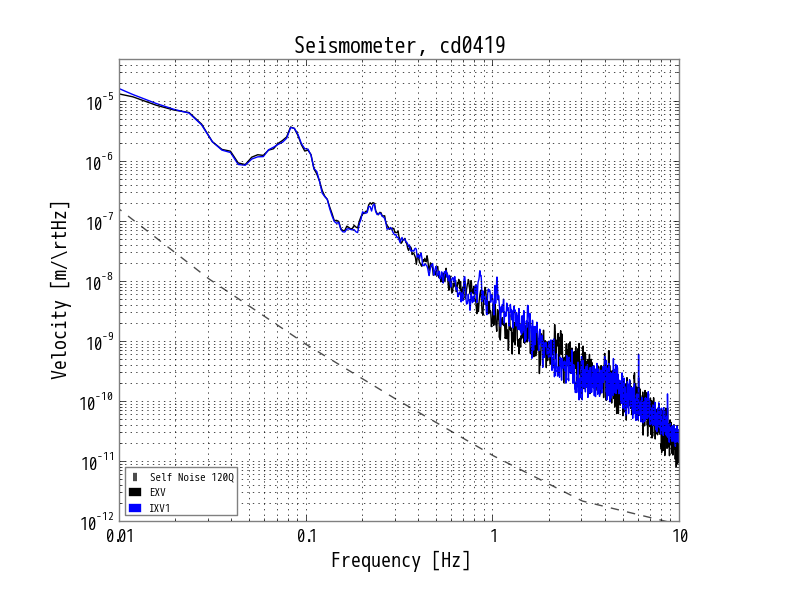 Seismometer, cd0419
Velocity [m/\rtHz]
10^-5
10^-6
10^-7
10^-8
10^-9
10^-10
10^-11
10^-12
Self Noise 120Q
EXV
IXV1
0.01 0.1 1 10
Frequency [Hz]